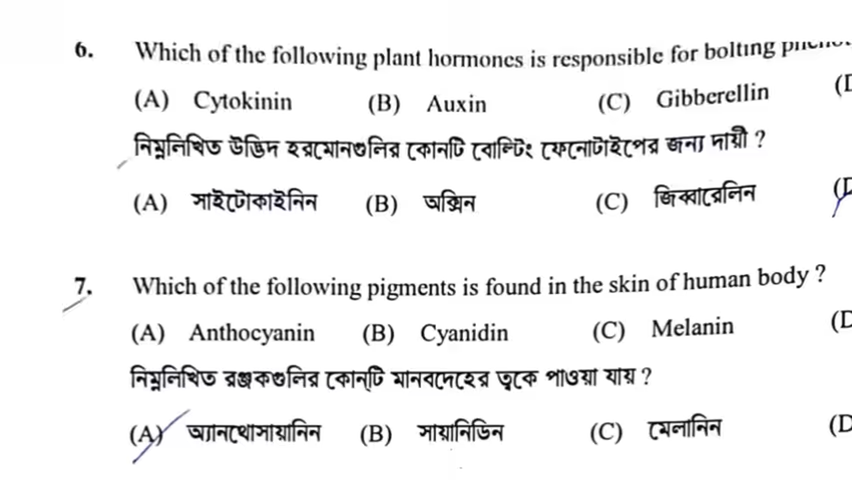 6. Which of the following plant hormones is responsible for bolting
(A) Cytokinin (B) Auxin (C) Gibberellin
নিম্নলিখিত উদ্ভিদ হরমোনগুলির কোনটি বোল্টিং ফেনোটাইপের জন্য দায়ী ?
(A) সাইটোকাইনিন (B) অক্সিন (C) জিব্বারেলিন
7. Which of the following pigments is found in the skin of human body ?
(A) Anthocyanin (B) Cyanidin (C) Melanin (D
নিম্নলিখিত রঞ্জকগুলির কোন্‌টি মানবদেহের ত্বকে পাওয়া যায় ?
(A) অ্যানথোসায়ানিন (B) সায়ানিডিন (C) মেলানিন (D